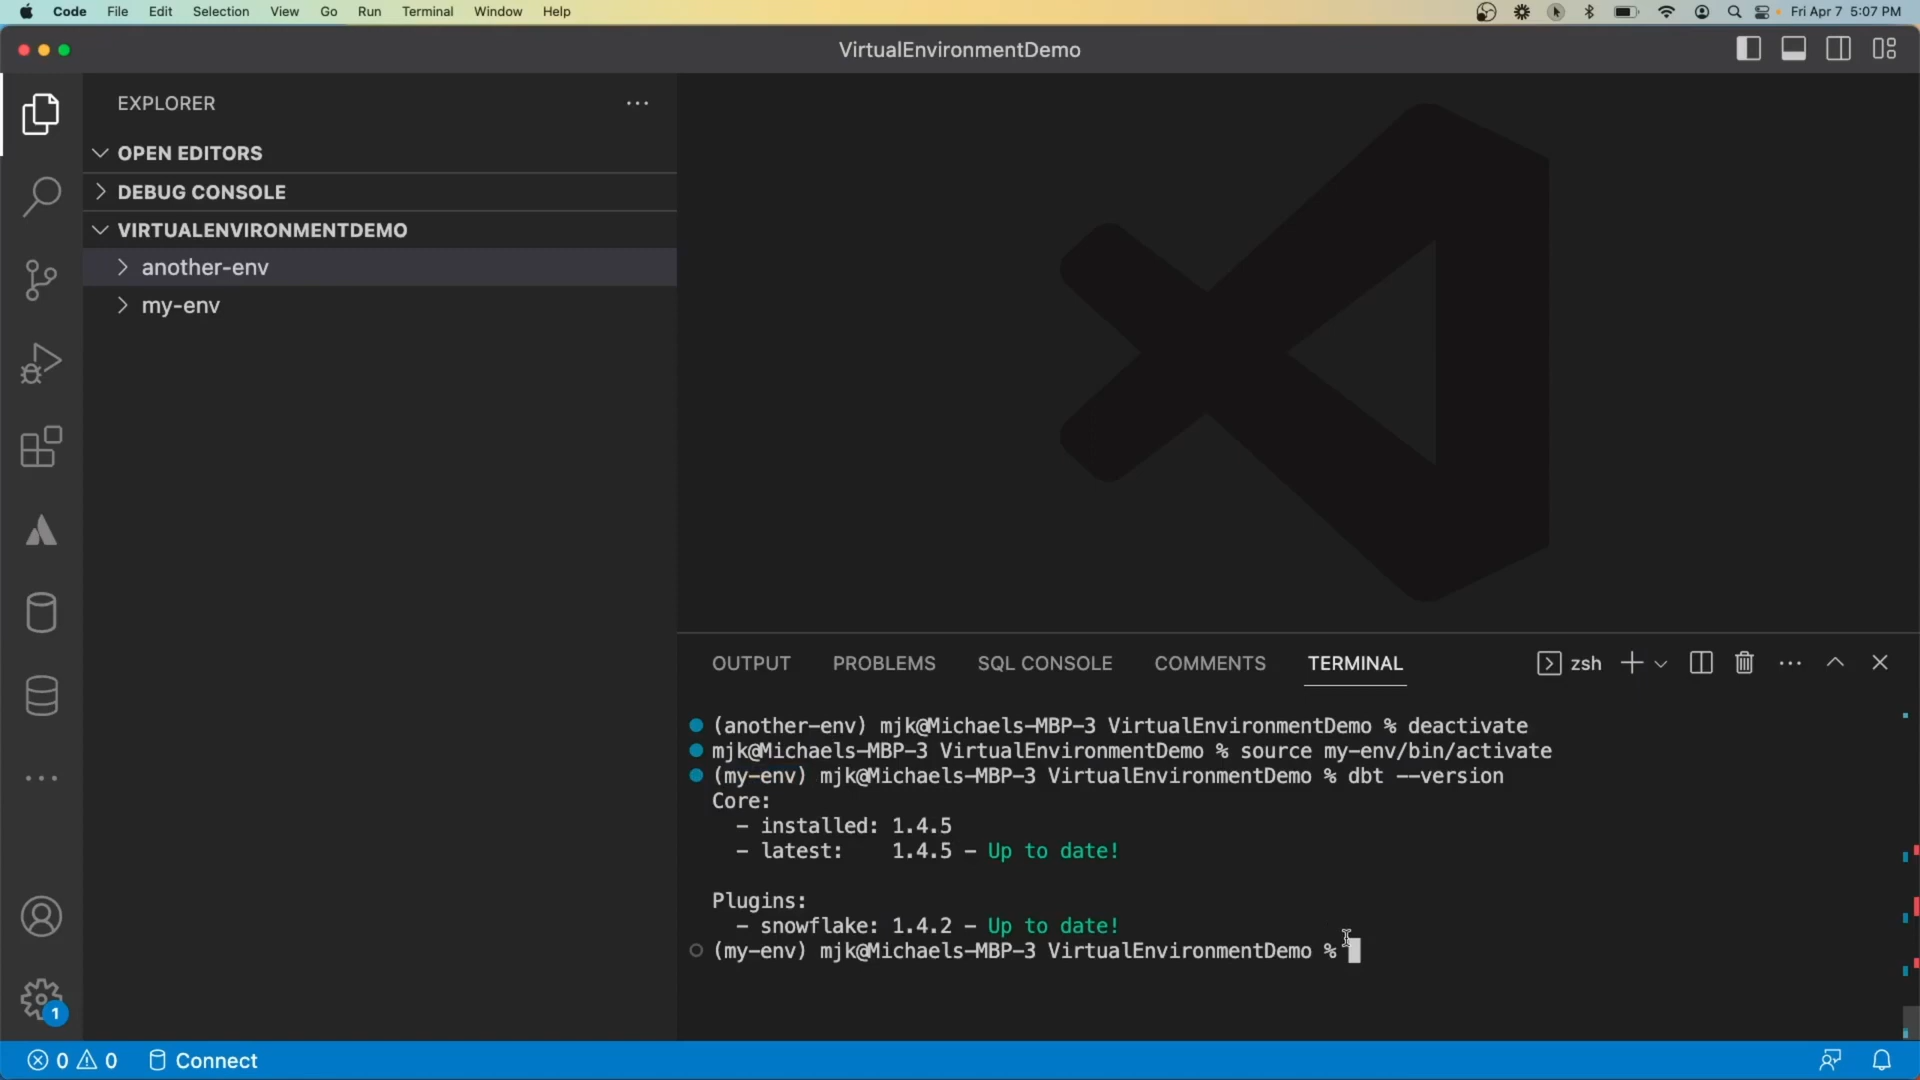 Code File Edit Selection View Go Run Terminal Window Help Fri Apr 7 5:07 PM
VirtualEnvironmentDemo
EXPLORER
OPEN EDITORS
DEBUG CONSOLE
VIRTUALENVIRONMENTDEMO
another-env
my-env
OUTPUT PROBLEMS SQL CONSOLE COMMENTS TERMINAL zsh
(another-env) mjk@Michaels-MBP-3 VirtualEnvironmentDemo % deactivate
mjk@Michaels-MBP-3 VirtualEnvironmentDemo % source my-env/bin/activate
(my-env) mjk@Michaels-MBP-3 VirtualEnvironmentDemo % dbt --version
Core:
- installed: 1.4.5
- latest: 1.4.5 - Up to date!
Plugins:
- snowflake: 1.4.2 - Up to date!
(my-env) mjk@Michaels-MBP-3 VirtualEnvironmentDemo %
1
0 0 Connect